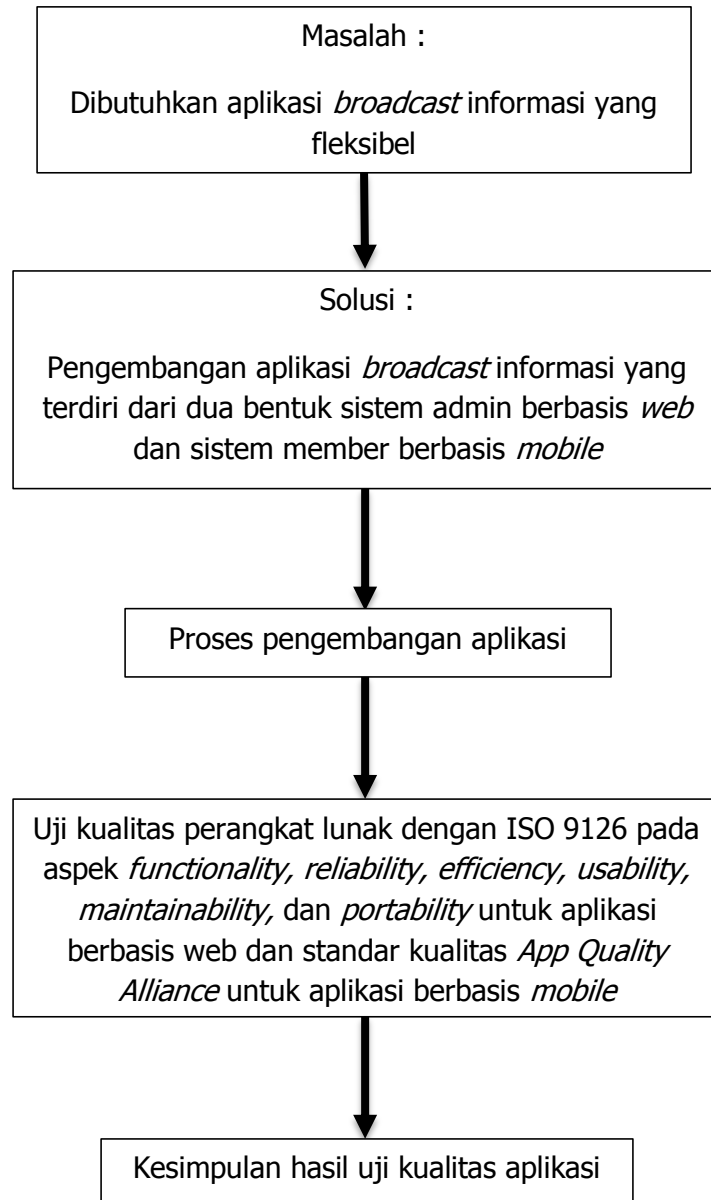 Masalah :
Dibutuhkan aplikasi broadcast informasi yang
fleksibel
Solusi :
Pengembangan aplikasi broadcast informasi yang
terdiri dari dua bentuk sistem admin berbasis web
dan sistem member berbasis mobile
Proses pengembangan aplikasi
Uji kualitas perangkat lunak dengan ISO 9126 pada
aspek functionality, reliability, efficiency, usability,
maintainability, dan portability untuk aplikasi
berbasis web dan standar kualitas App Quality
Alliance untuk aplikasi berbasis mobile
Kesimpulan hasil uji kualitas aplikasi